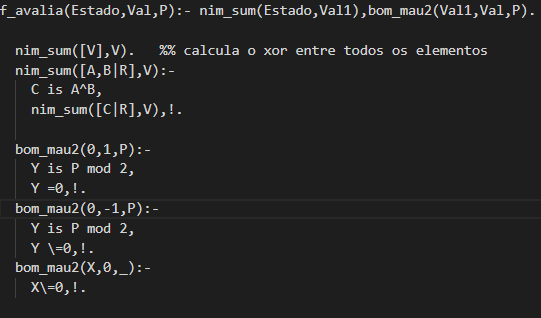 f_avalia(Estado,Val,P):- nim_sum(Estado,Val1),bom_mau2(Val1,Val,P).
nim_sum([V],V).   %% calcula o xor entre todos os elementos
nim_sum([A,B|R],V):-
C is A^B,
nim_sum([C|R],V),!.
bom_mau2(0,1,P):-
Y is P mod 2,
Y =0,!.
bom_mau2(0,-1,P):-
Y is P mod 2,
Y \=0,!.
bom_mau2(X,0,_):-
X\=0,!.